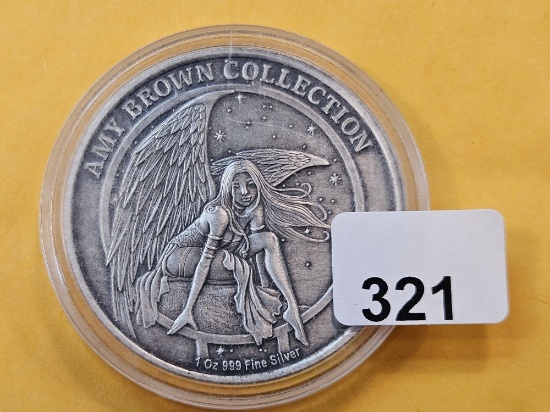 AMY BROWN COLLECTION
321
1 Oz 999 Fine Silver